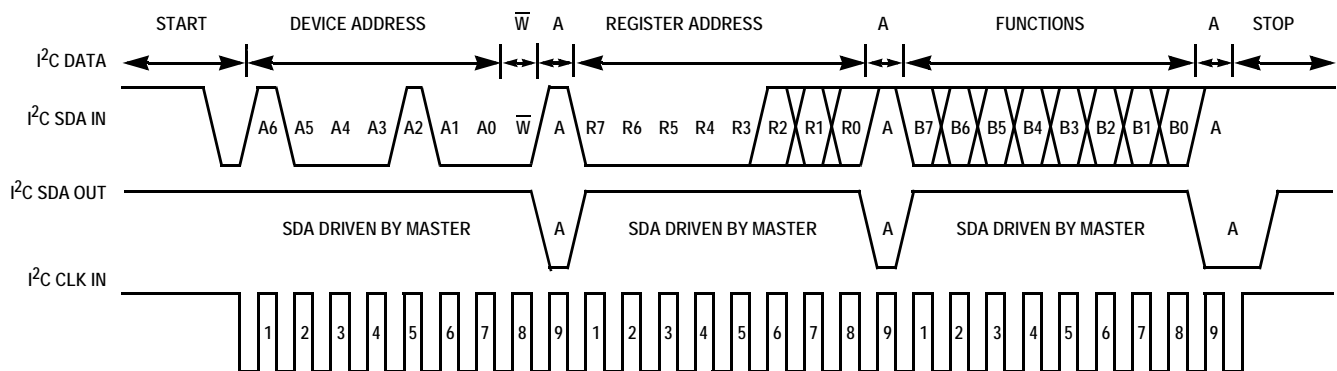 START DEVICE ADDRESS W̅ A REGISTER ADDRESS A FUNCTIONS A STOP
I²C DATA
I²C SDA IN A6 A5 A4 A3 A2 A1 A0 W̅ A R7 R6 R5 R4 R3 R2 R1 R0 A B7 B6 B5 B4 B3 B2 B1 B0 A
I²C SDA OUT
SDA DRIVEN BY MASTER A SDA DRIVEN BY MASTER A SDA DRIVEN BY MASTER A
I²C CLK IN
1 2 3 4 5 6 7 8 9 1 2 3 4 5 6 7 8 9 1 2 3 4 5 6 7 8 9